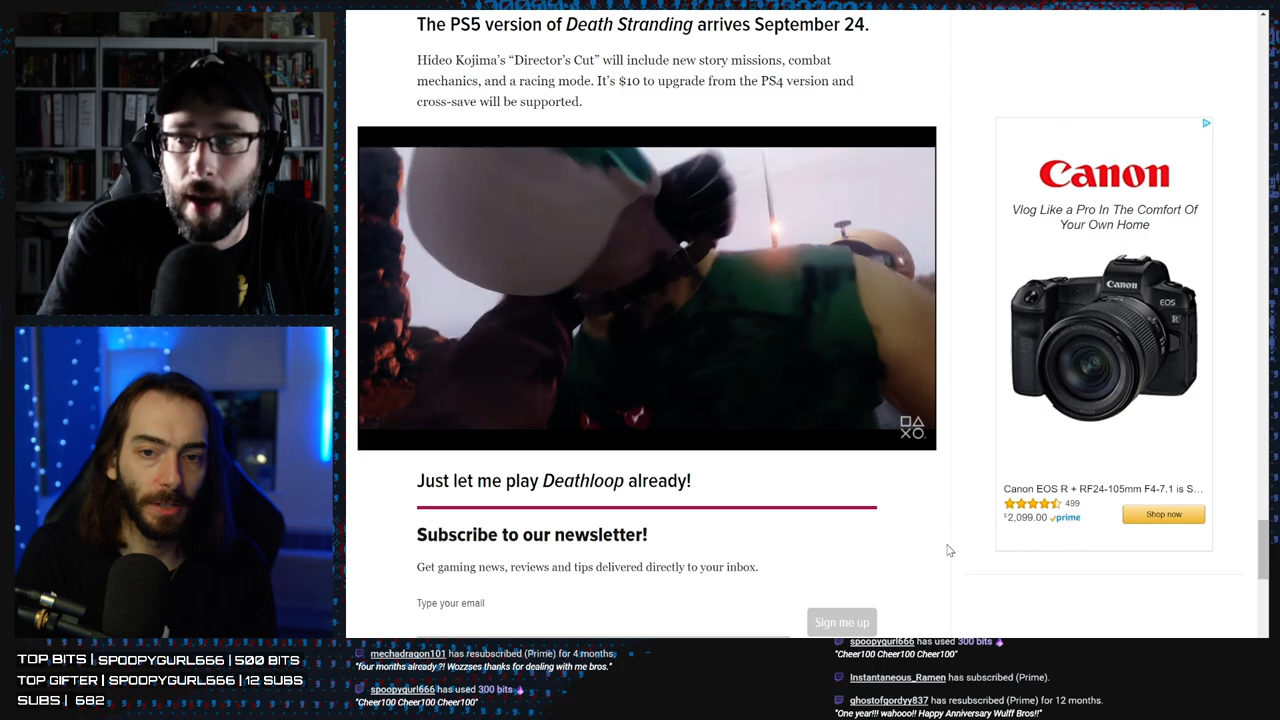 The PS5 version of Death Stranding arrives September 24.
Hideo Kojima's “Director's Cut” will include new story missions, combat
mechanics, and a racing mode. It's $10 to upgrade from the PS4 version and
cross-save will be supported.
Just let me play Deathloop already!
Subscribe to our newsletter!
Get gaming news, reviews and tips delivered directly to your inbox.
Type your email
Sign me up
Canon
Vlog Like a Pro In The Comfort Of
Your Own Home
Canon
EOS
R
Canon EOS R + RF24-105mm F4-7.1 is S...
499
$2,099.00 prime
Shop now
TOP BITS | SPOOPYGURL666 | 500 BITS
TOP GIFTER | SPOOPYGURL666 | 12 SUBS
SUBS | 682
mechadragon101 has resubscribed (Prime) for 4 months.
"four months already ?! Wozzses thanks for dealing with me bros."
spoopygurl666 has used 300 bits
"Cheer100 Cheer100 Cheer100"
spoopygurl666 has used 300 bits
"Cheer100 Cheer100 Cheer100"
Instantaneous_Ramen has subscribed (Prime).
ghostofgordyy837 has resubscribed (Prime) for 12 months.
"One year!!! wahooo!! Happy Anniversary Wulff Bros!!"